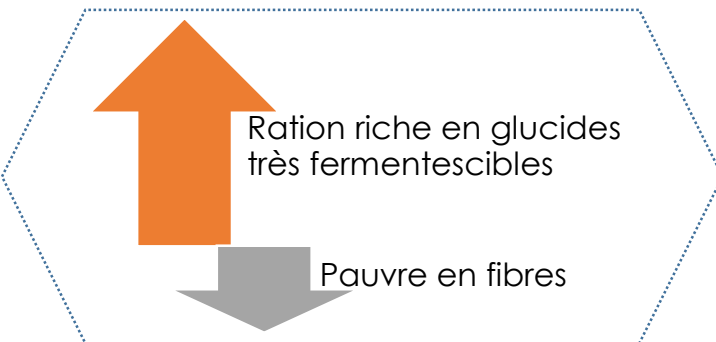 Ration riche en glucides
très fermentescibles
Pauvre en fibres